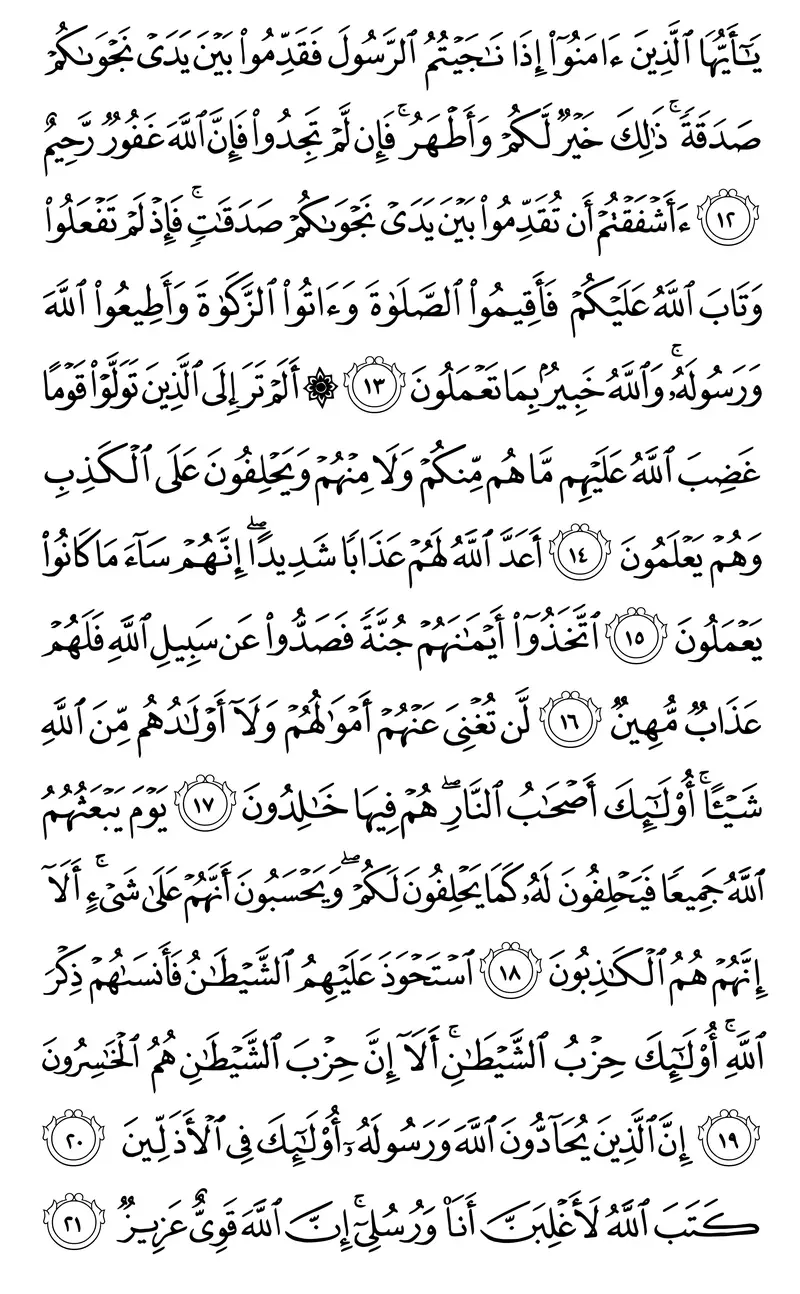 يَـٰٓأَيُّهَا ٱلَّذِينَ ءَامَنُوٓا۟ إِذَا نَـٰجَيْتُمُ ٱلرَّسُولَ فَقَدِّمُوا۟ بَيْنَ يَدَىْ نَجْوَىٰكُمْ
صَدَقَةً ۚ ذَٰلِكَ خَيْرٌ لَّكُمْ وَأَطْهَرُ ۚ فَإِن لَّمْ تَجِدُوا۟ فَإِنَّ ٱللَّهَ غَفُورٌ رَّحِيمٌ
١٢ ءَأَشْفَقْتُمْ أَن تُقَدِّمُوا۟ بَيْنَ يَدَىْ نَجْوَىٰكُمْ صَدَقَـٰتٍ ۚ فَإِذْ لَمْ تَفْعَلُوا۟
وَتَابَ ٱللَّهُ عَلَيْكُمْ فَأَقِيمُوا۟ ٱلصَّلَوٰةَ وَءَاتُوا۟ ٱلزَّكَوٰةَ وَأَطِيعُوا۟ ٱللَّهَ
وَرَسُولَهُۥ ۚ وَٱللَّهُ خَبِيرٌۢ بِمَا تَعْمَلُونَ ١٣ ۞ أَلَمْ تَرَ إِلَى ٱلَّذِينَ تَوَلَّوْا۟ قَوْمًا
غَضِبَ ٱللَّهُ عَلَيْهِم مَّا هُم مِّنكُمْ وَلَا مِنْهُمْ وَيَحْلِفُونَ عَلَى ٱلْكَذِبِ
وَهُمْ يَعْلَمُونَ ١٤ أَعَدَّ ٱللَّهُ لَهُمْ عَذَابًا شَدِيدًا ۖ إِنَّهُمْ سَآءَ مَا كَانُوا۟
يَعْمَلُونَ ١٥ ٱتَّخَذُوٓا۟ أَيْمَـٰنَهُمْ جُنَّةً فَصَدُّوا۟ عَن سَبِيلِ ٱللَّهِ فَلَهُمْ
عَذَابٌ مُّهِينٌ ١٦ لَّن تُغْنِىَ عَنْهُمْ أَمْوَٰلُهُمْ وَلَآ أَوْلَـٰدُهُم مِّنَ ٱللَّهِ
شَيْـًٔا ۚ أُو۟لَـٰٓئِكَ أَصْحَـٰبُ ٱلنَّارِ ۖ هُمْ فِيهَا خَـٰلِدُونَ ١٧ يَوْمَ يَبْعَثُهُمُ
ٱللَّهُ جَمِيعًا فَيَحْلِفُونَ لَهُۥ كَمَا يَحْلِفُونَ لَكُمْ ۖ وَيَحْسَبُونَ أَنَّهُمْ عَلَىٰ شَىْءٍ ۚ أَلَآ
إِنَّهُمْ هُمُ ٱلْكَـٰذِبُونَ ١٨ ٱسْتَحْوَذَ عَلَيْهِمُ ٱلشَّيْطَـٰنُ فَأَنسَىٰهُمْ ذِكْرَ
ٱللَّهِ ۚ أُو۟لَـٰٓئِكَ حِزْبُ ٱلشَّيْطَـٰنِ ۚ أَلَآ إِنَّ حِزْبَ ٱلشَّيْطَـٰنِ هُمُ ٱلْخَـٰسِرُونَ
١٩ إِنَّ ٱلَّذِينَ يُحَآدُّونَ ٱللَّهَ وَرَسُولَهُۥٓ أُو۟لَـٰٓئِكَ فِى ٱلْأَذَلِّينَ ٢٠
كَتَبَ ٱللَّهُ لَأَغْلِبَنَّ أَنَا۠ وَرُسُلِىٓ ۚ إِنَّ ٱللَّهَ قَوِىٌّ عَزِيزٌ ٢١